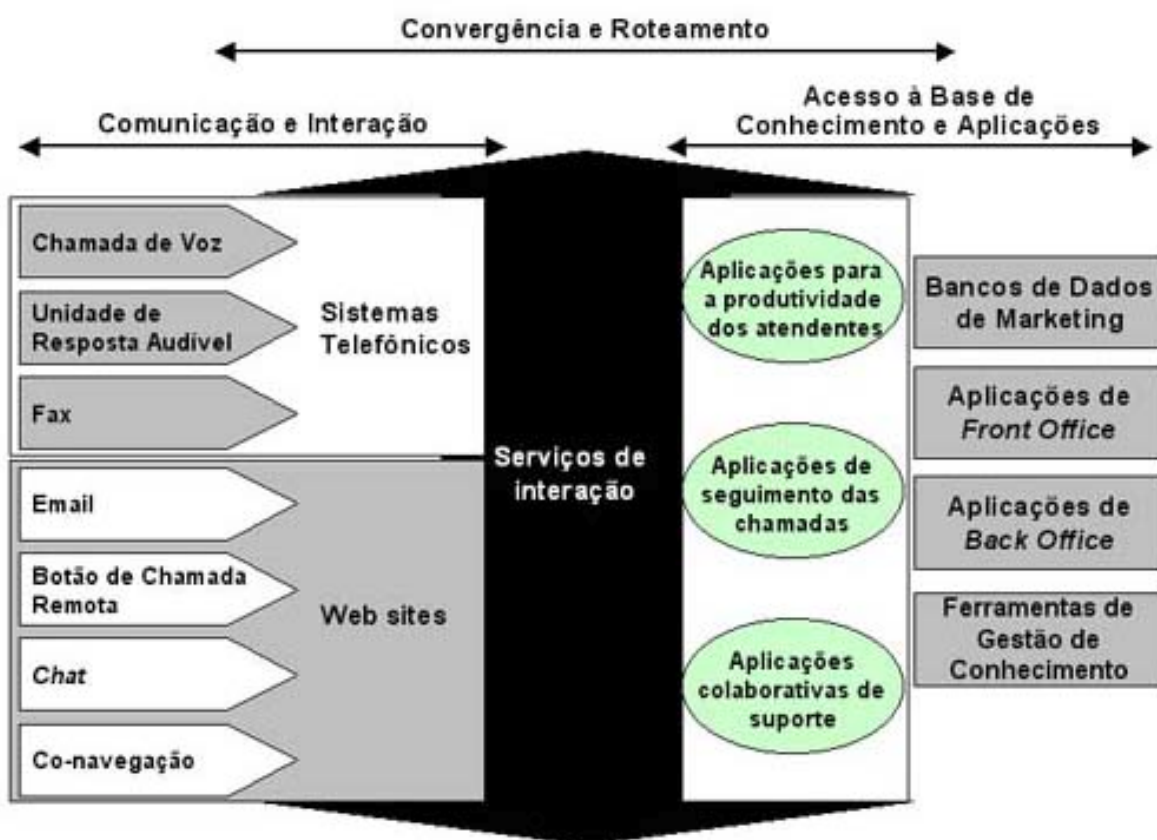 Convergência e Roteamento
Comunicação e Interação
Acesso à Base de
Conhecimento e Aplicações
Chamada de Voz
Unidade de
Resposta Audível
Fax
Sistemas
Telefônicos
Email
Botão de Chamada
Remota
Chat
Co-navegação
Web sites
Serviços de
interação
Aplicações para
a produtividade
dos atendentes
Aplicações de
seguimento das
chamadas
Aplicações
colaborativas de
suporte
Bancos de Dados
de Marketing
Aplicações de
Front Office
Aplicações de
Back Office
Ferramentas de
Gestão de
Conhecimento